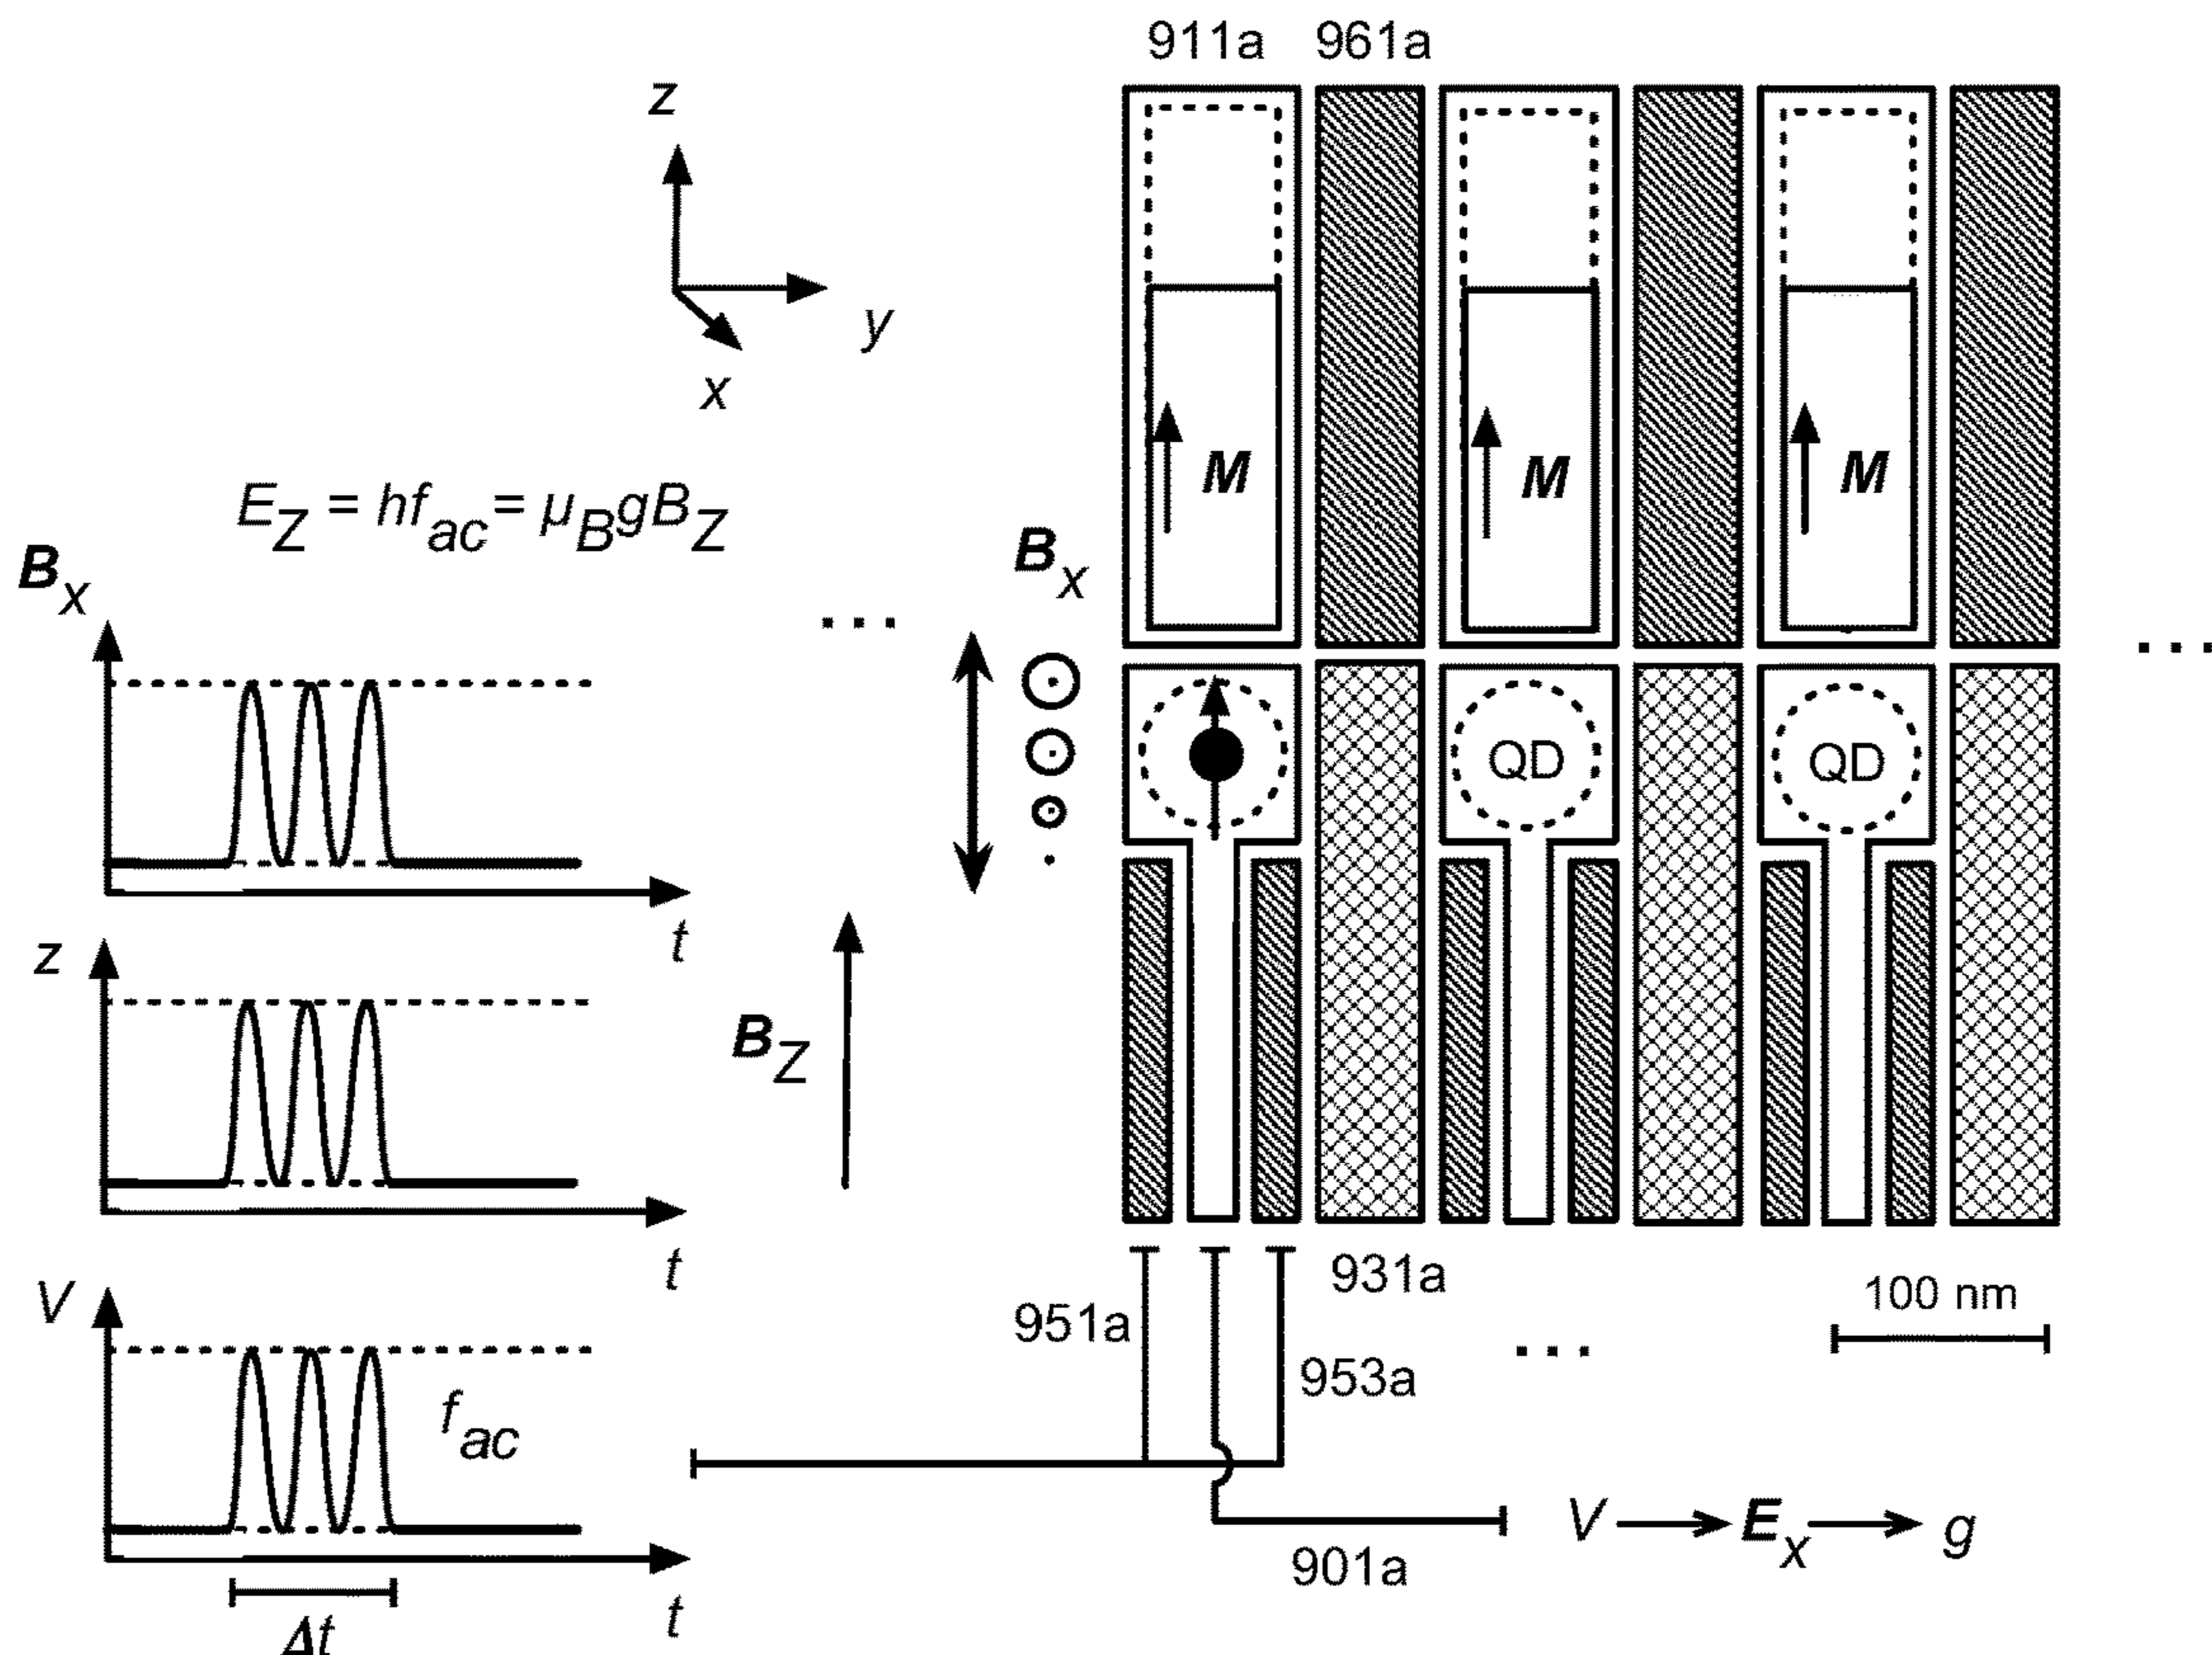 911a 961a
z
y
x
E_Z = hf_ac = μ_B g B_Z
B_x
B_x
M M M
...
...
QD QD
t
z
B_Z
t
931a
100 nm
951a
953a
...
V
f_ac
V → E_x → g
901a
t
Δt